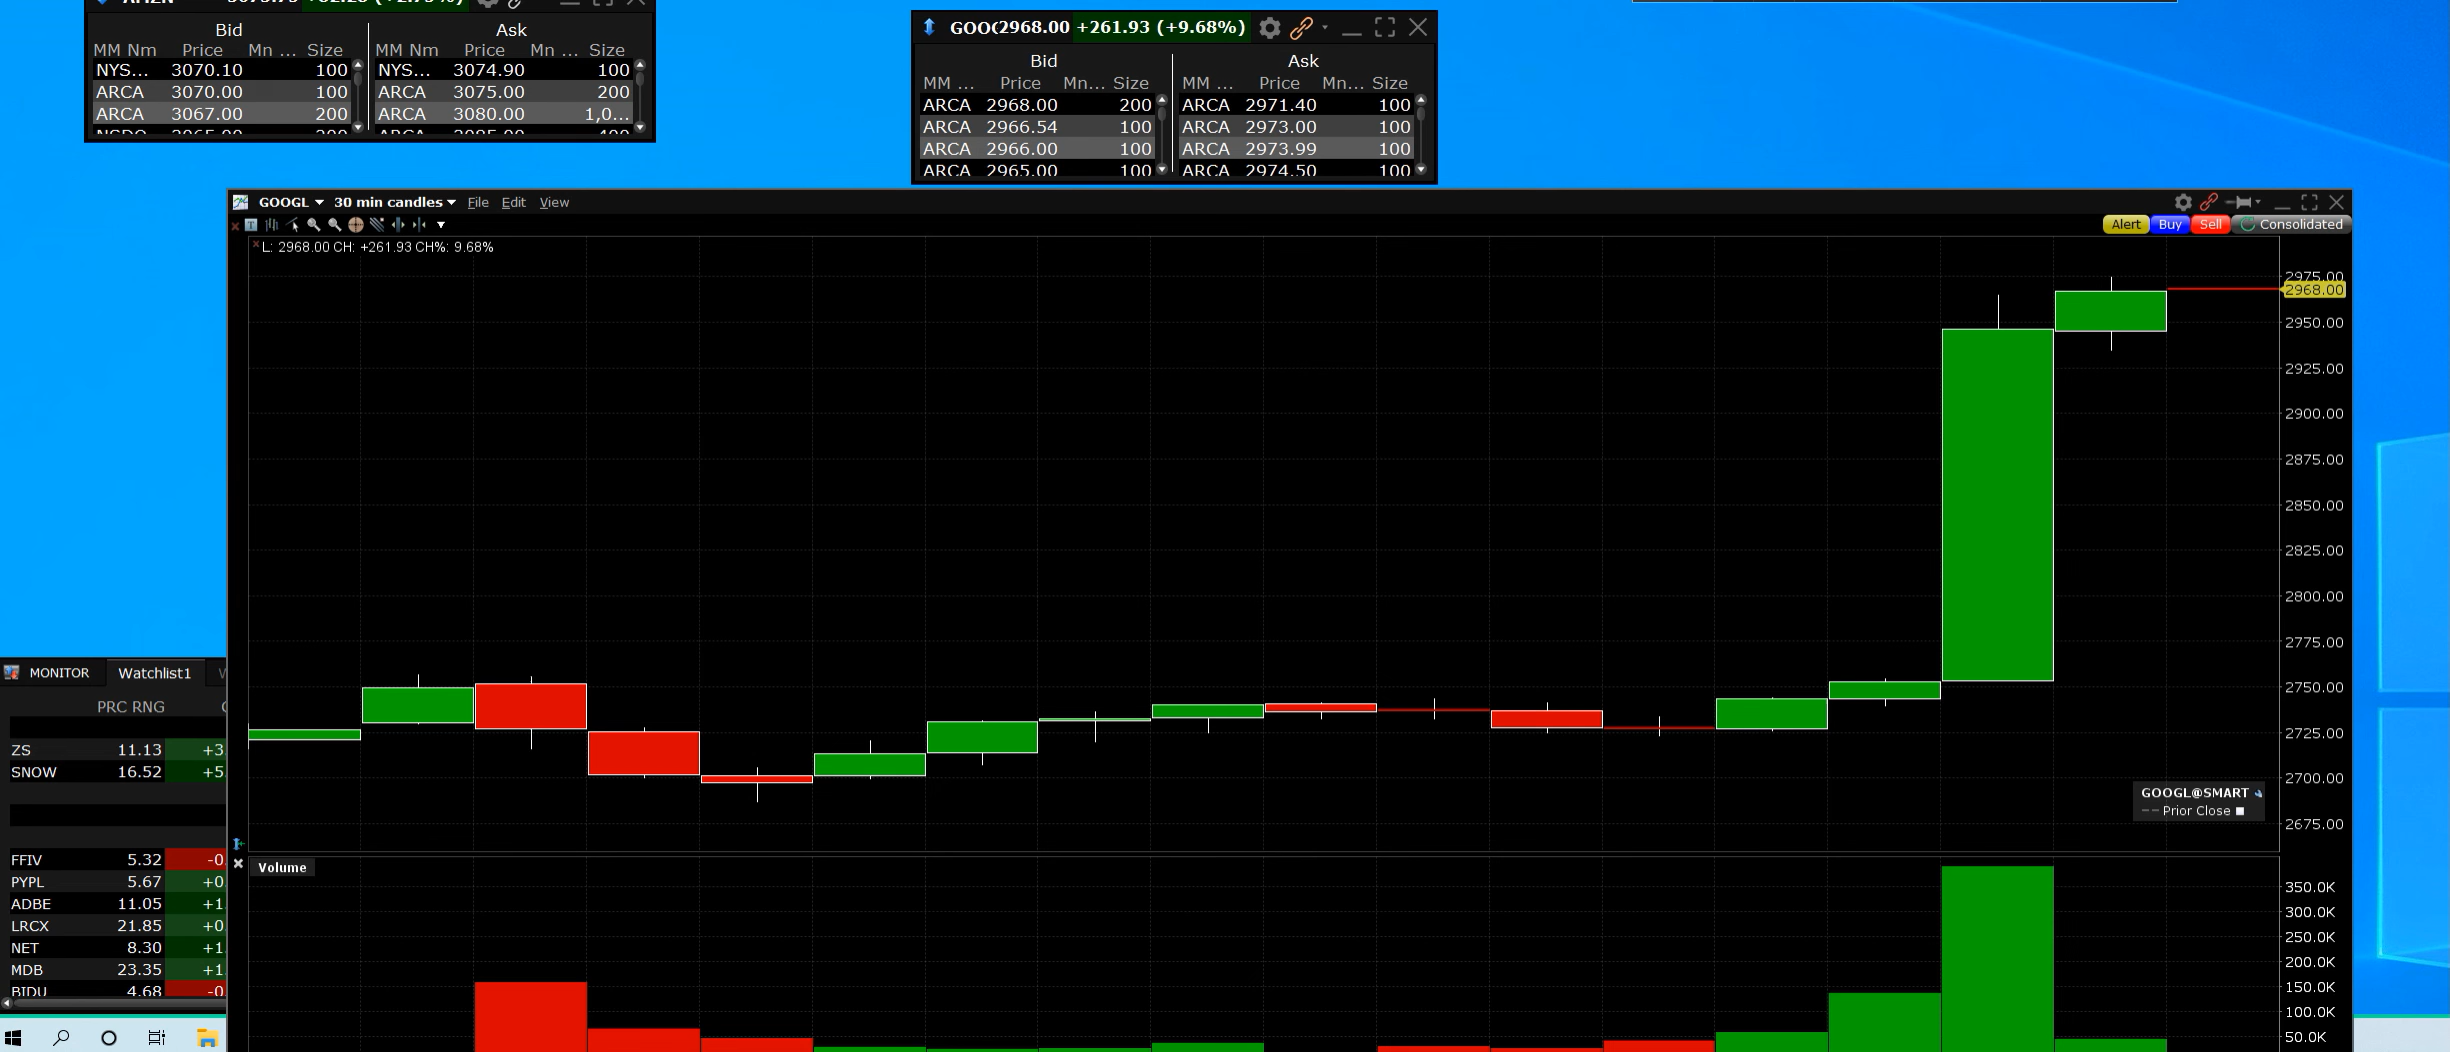 +261.93 (+9.68%)
2968.00
Bid Ask
MM Nm Price Mn ... Size MM Nm Price Mn ... Size
NYS... 3070.10 100 NYS... 3074.90 100
ARCA 3070.00 100 ARCA 3075.00 200
ARCA 3067.00 200 ARCA 3080.00 1,0...
Bid Ask
MM ... Price Mn... Size MM ... Price Mn... Size
ARCA 2968.00 200 ARCA 2971.40 100
ARCA 2966.54 100 ARCA 2973.00 100
ARCA 2966.00 100 ARCA 2973.99 100
ARCA 2965.00 100 ARCA 2974.50 100
GOOGL 30 min candles File Edit View
Alert Buy Sell Consolidated
L: 2968.00 CH: +261.93 CH%: 9.68%
2975.00
2968.00
2950.00
2925.00
2900.00
2875.00
2850.00
2825.00
2800.00
2775.00
2750.00
2725.00
2700.00
2675.00
GOOGL@SMART
Prior Close
Volume
350.0K
300.0K
250.0K
200.0K
150.0K
100.0K
50.0K
MONITOR Watchlist1
PRC RNG
ZS 11.13 +3
SNOW 16.52 +5
FFIV 5.32 -0
PYPL 5.67 +0
ADBE 11.05 +1
LRCX 21.85 +0
NET 8.30 +1
MDB 23.35 +1
BIDU 4.68 -0